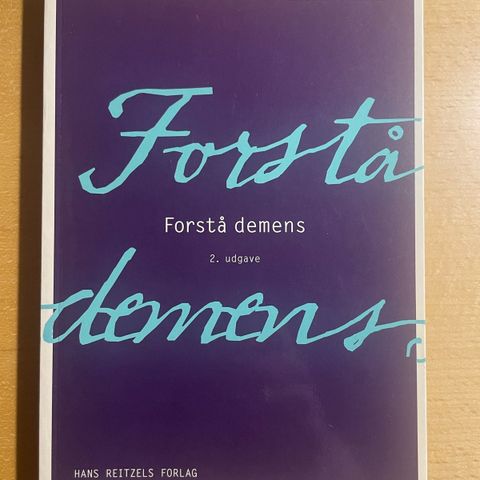 Forstå
Forstå demens
2. udgave
demens
HANS REITZELS FORLAG